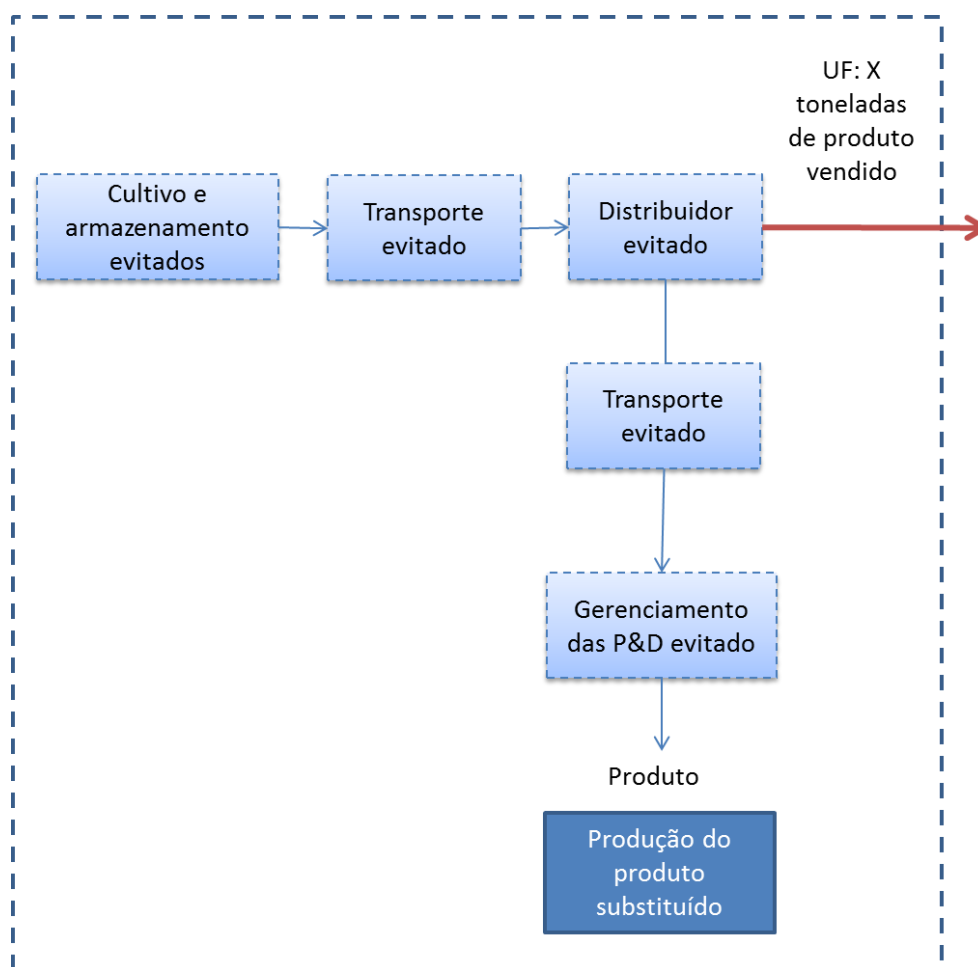 UF: X
toneladas
de produto
vendido
Cultivo e
armazenamento
evitados
Transporte
evitado
Distribuidor
evitado
Transporte
evitado
Gerenciamento
das P&D evitado
Produto
Produção do
produto
substituído